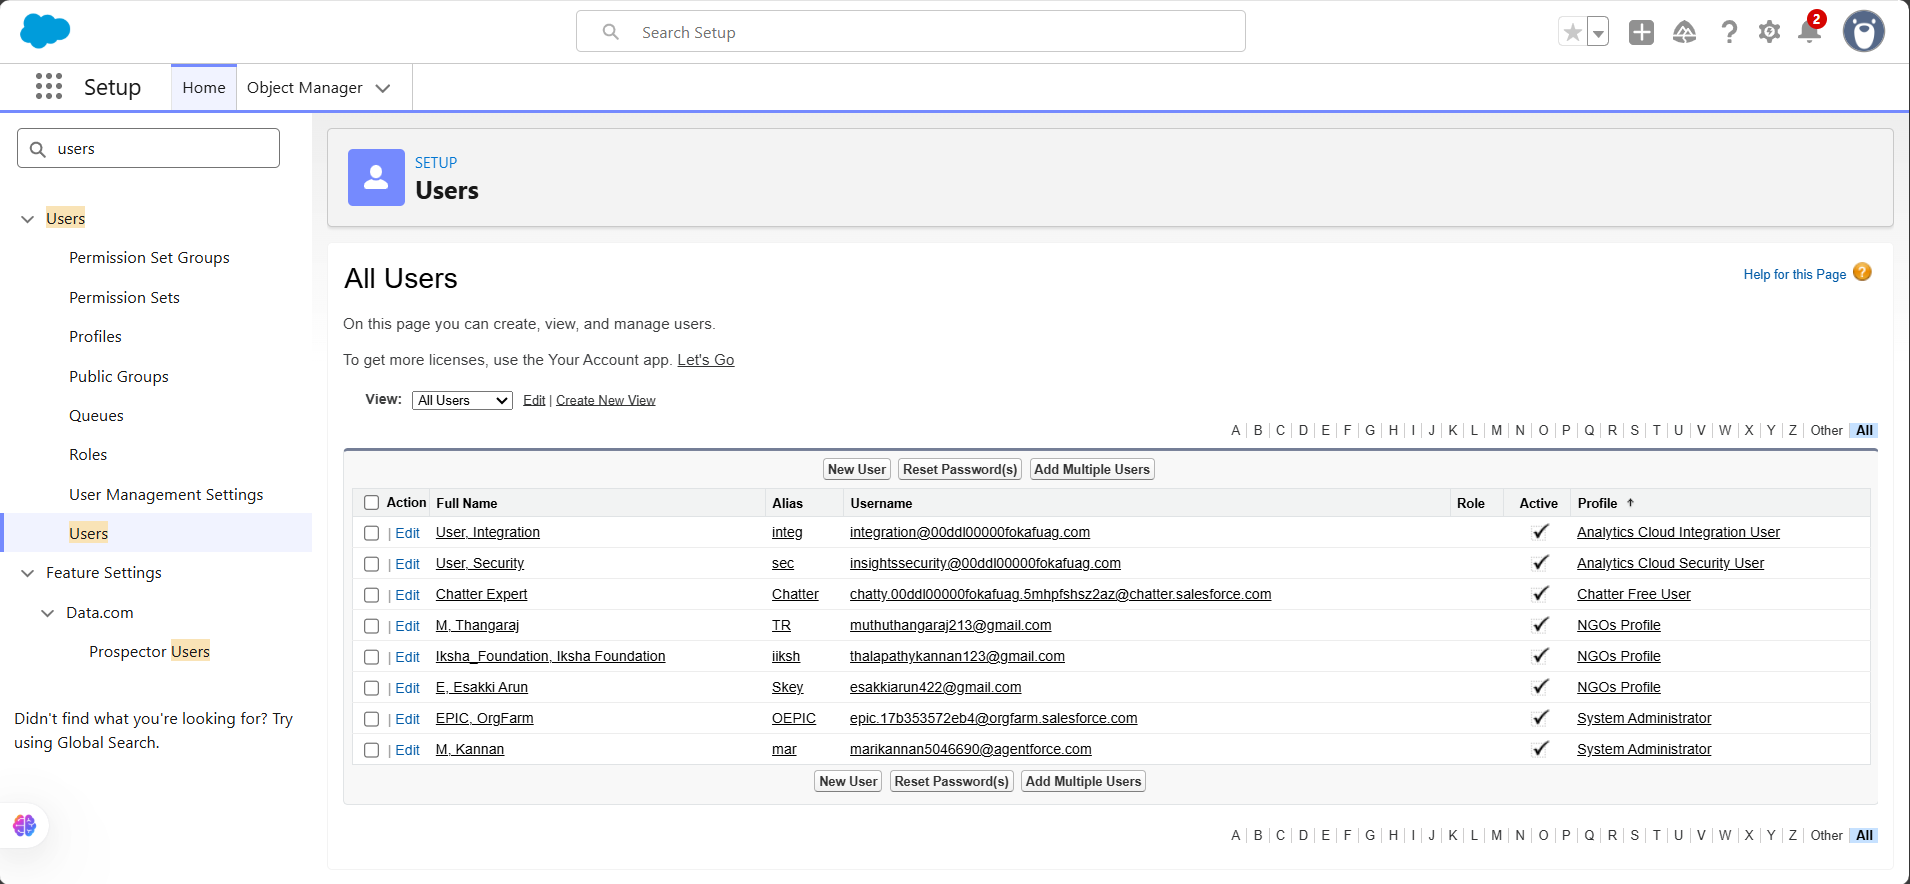 Search Setup
2
Setup
Home
Object Manager
users
Users
Permission Set Groups
Permission Sets
Profiles
Public Groups
Queues
Roles
User Management Settings
Users
Feature Settings
Data.com
Prospector Users
Didn't find what you're looking for? Try
using Global Search.
SETUP
Users
All Users
Help for this Page ?
On this page you can create, view, and manage users.
To get more licenses, use the Your Account app. Let's Go
View: All Users Edit | Create New View
A | B | C | D | E | F | G | H | I | J | K | L | M | N | O | P | Q | R | S | T | U | V | W | X | Y | Z | Other All
New User Reset Password(s) Add Multiple Users
Action Full Name Alias Username Role Active Profile ↑
| Edit User, Integration integ integration@00ddl00000fokafuag.com Analytics Cloud Integration User
| Edit User, Security sec insightssecurity@00ddl00000fokafuag.com Analytics Cloud Security User
| Edit Chatter Expert Chatter chatty.00ddl00000fokafuag.5mhpfshsz2az@chatter.salesforce.com Chatter Free User
| Edit M, Thangaraj TR muthuthangaraj213@gmail.com NGOs Profile
| Edit Iksha_Foundation, Iksha Foundation iiksh thalapathykannan123@gmail.com NGOs Profile
| Edit E, Esakki Arun Skey esakkiarun422@gmail.com NGOs Profile
| Edit EPIC, OrgFarm OEPIC epic.17b353572eb4@orgfarm.salesforce.com System Administrator
| Edit M, Kannan mar marikannan5046690@agentforce.com System Administrator
New User Reset Password(s) Add Multiple Users
A | B | C | D | E | F | G | H | I | J | K | L | M | N | O | P | Q | R | S | T | U | V | W | X | Y | Z | Other All